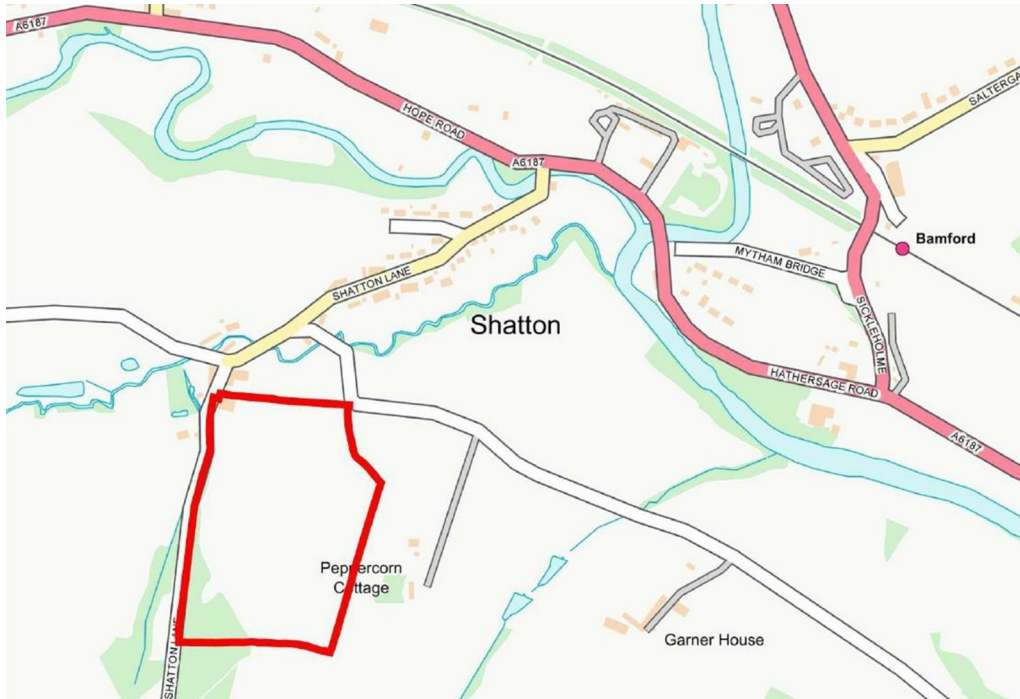 A6187
HOPE ROAD
A6187
SALTERGA
Bamford
MYTHAM BRIDGE
SHATTON LANE
Shatton
SICKLEHOLME
HATHERSAGE ROAD
A6187
Peppercorn
Cottage
Garner House
SHATTON LANE